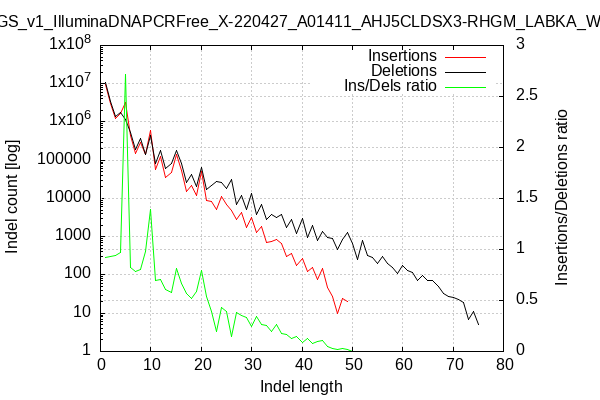 GS_v1_IlluminaDNAPCRFree_X-220427_A01411_AHJ5CLDSX3-RHGM_LABKA_W
Insertions
Deletions
Ins/Dels ratio
1x10^8
1x10^7
1x10^6
100000
10000
1000
100
10
1
3
2.5
2
1.5
1
0.5
0
Indel count [log]
Insertions/Deletions ratio
0 10 20 30 40 50 60 70 80
Indel length